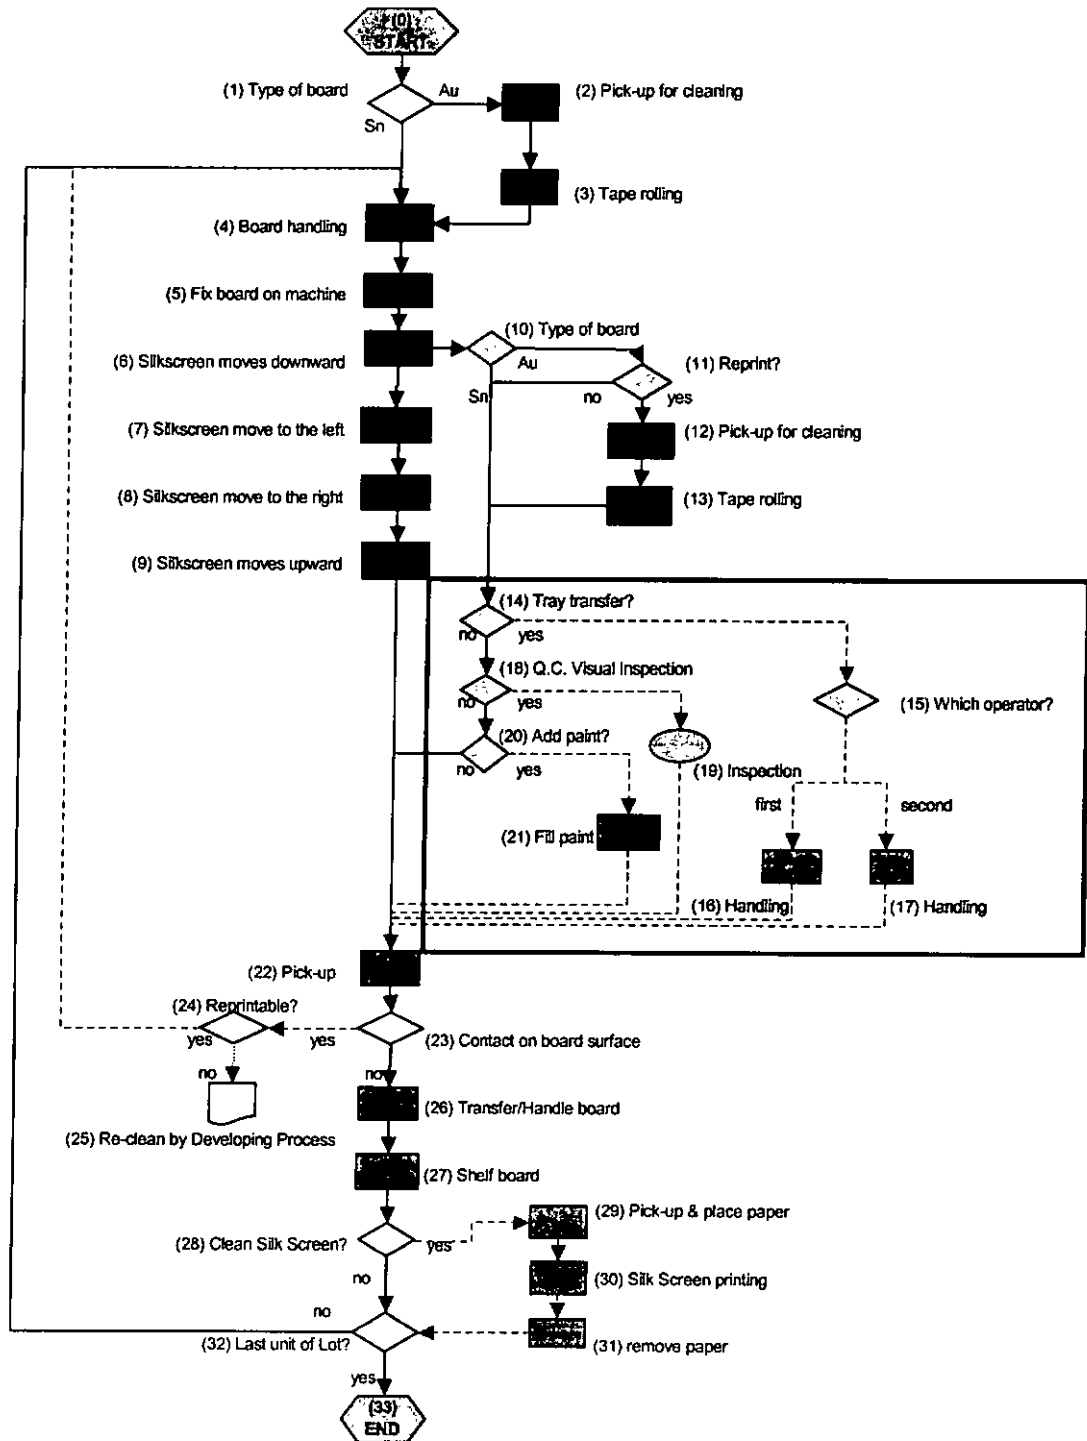 (0)
START
(1) Type of board
Au
Sn
(2) Pick-up for cleaning
(3) Tape rolling
(4) Board handling
(5) Fix board on machine
(6) Silkscreen moves downward
(10) Type of board
Au
Sn
(11) Reprint?
no
yes
(7) Silkscreen move to the left
(12) Pick-up for cleaning
(8) Silkscreen move to the right
(13) Tape rolling
(9) Silkscreen moves upward
(14) Tray transfer?
no
yes
(18) Q.C. Visual Inspection
no
yes
(15) Which operator?
(20) Add paint?
no
yes
(19) Inspection
first
second
(21) Fill paint
(16) Handling
(17) Handling
(22) Pick-up
(24) Reprintable?
yes
yes
(23) Contact on board surface
no
no
(26) Transfer/Handle board
(25) Re-clean by Developing Process
(27) Shelf board
(29) Pick-up & place paper
(28) Clean Silk Screen?
yes
no
(30) Silk Screen printing
no
(32) Last unit of Lot?
(31) remove paper
yes
(33)
END